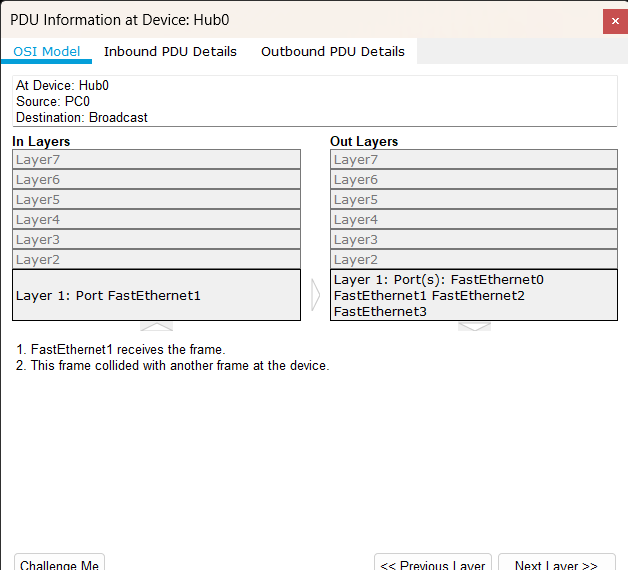 PDU Information at Device: Hub0
×
OSI Model Inbound PDU Details Outbound PDU Details
At Device: Hub0
Source: PC0
Destination: Broadcast
In Layers Out Layers
Layer7 Layer7
Layer6 Layer6
Layer5 Layer5
Layer4 Layer4
Layer3 Layer3
Layer2 Layer2
Layer 1: Port FastEthernet1
Layer 1: Port(s): FastEthernet0
FastEthernet1 FastEthernet2
FastEthernet3
1. FastEthernet1 receives the frame.
2. This frame collided with another frame at the device.
Challenge Me << Previous Layer Next Layer >>